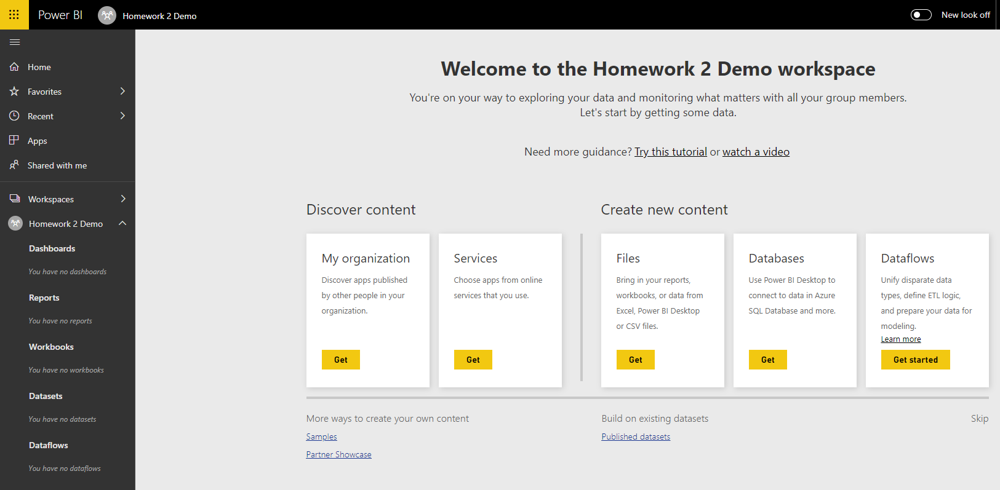 Power BI
Homework 2 Demo
New look off
Home
Favorites
Recent
Apps
Shared with me
Workspaces
Homework 2 Demo
Dashboards
You have no dashboards
Reports
You have no reports
Workbooks
You have no workbooks
Datasets
You have no datasets
Dataflows
You have no dataflows
Welcome to the Homework 2 Demo workspace
You're on your way to exploring your data and monitoring what matters with all your group members.
Let's start by getting some data.
Need more guidance? Try this tutorial or watch a video
Discover content
My organization
Discover apps published
by other people in your
organization.
Get
Services
Choose apps from online
services that you use.
Get
Create new content
Files
Bring in your reports,
workbooks, or data from
Excel, Power BI Desktop
or CSV files.
Get
Databases
Use Power BI Desktop to
connect to data in Azure
SQL Database and more.
Get
Dataflows
Unify disparate data
types, define ETL logic,
and prepare your data for
modeling.
Learn more
Get started
More ways to create your own content
Samples
Partner Showcase
Build on existing datasets
Published datasets
Skip